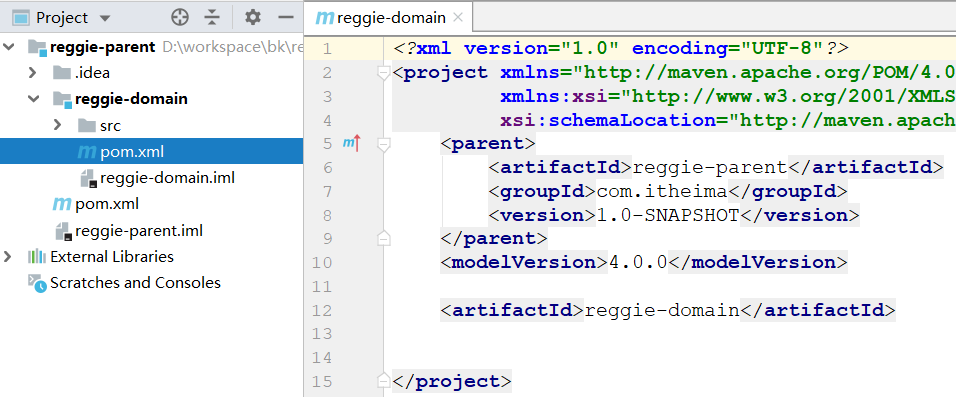 Project
reggie-parent D:\workspace\bk\re
.idea
reggie-domain
src
pom.xml
reggie-domain.iml
pom.xml
reggie-parent.iml
External Libraries
Scratches and Consoles
reggie-domain
1 <?xml version="1.0" encoding="UTF-8"?>
2 <project xmlns="http://maven.apache.org/POM/4.0
3 xmlns:xsi="http://www.w3.org/2001/XMLS
4 xsi:schemaLocation="http://maven.apac
5 <parent>
6 <artifactId>reggie-parent</artifactId>
7 <groupId>com.itheima</groupId>
8 <version>1.0-SNAPSHOT</version>
9 </parent>
10 <modelVersion>4.0.0</modelVersion>
11
12 <artifactId>reggie-domain</artifactId>
13
14
15 </project>